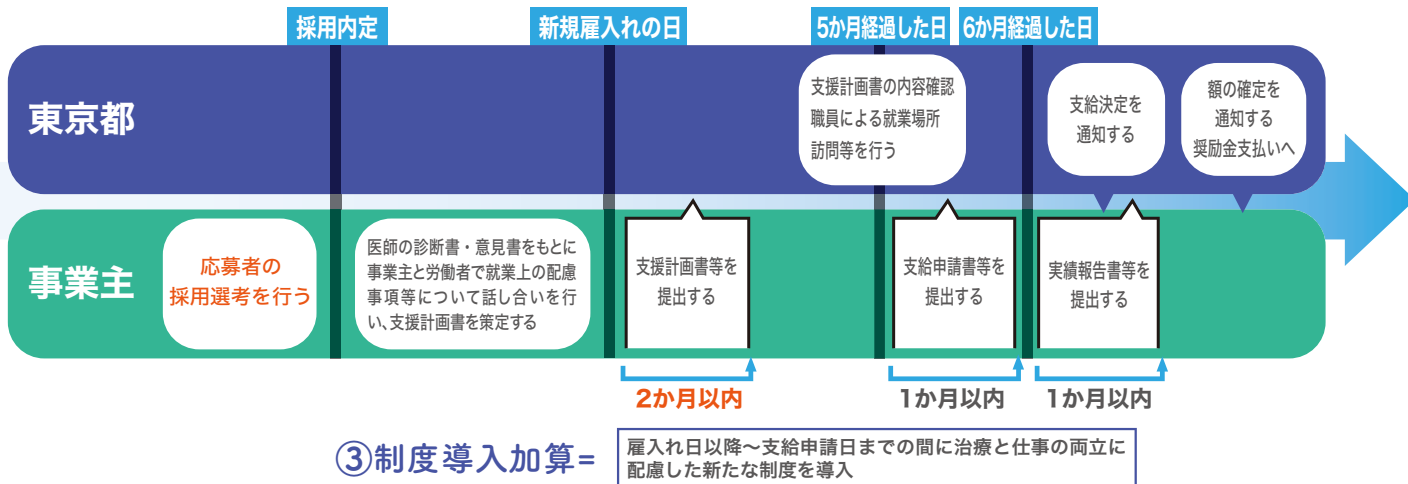 採用内定
新規雇入れの日
5か月経過した日
6か月経過した日
東京都
支援計画書の内容確認
職員による就業場所
訪問等を行う
支給決定を
通知する
額の確定を
通知する
奨励金支払いへ
事業主
応募者の
採用選考を行う
医師の診断書・意見書をもとに
事業主と労働者で就業上の配慮
事項等について話し合いを行
い、支援計画書を策定する
支援計画書等を
提出する
支給申請書等を
提出する
実績報告書等を
提出する
2か月以内
1か月以内
1か月以内
③制度導入加算=
雇入れ日以降～支給申請日までの間に治療と仕事の両立に
配慮した新たな制度を導入